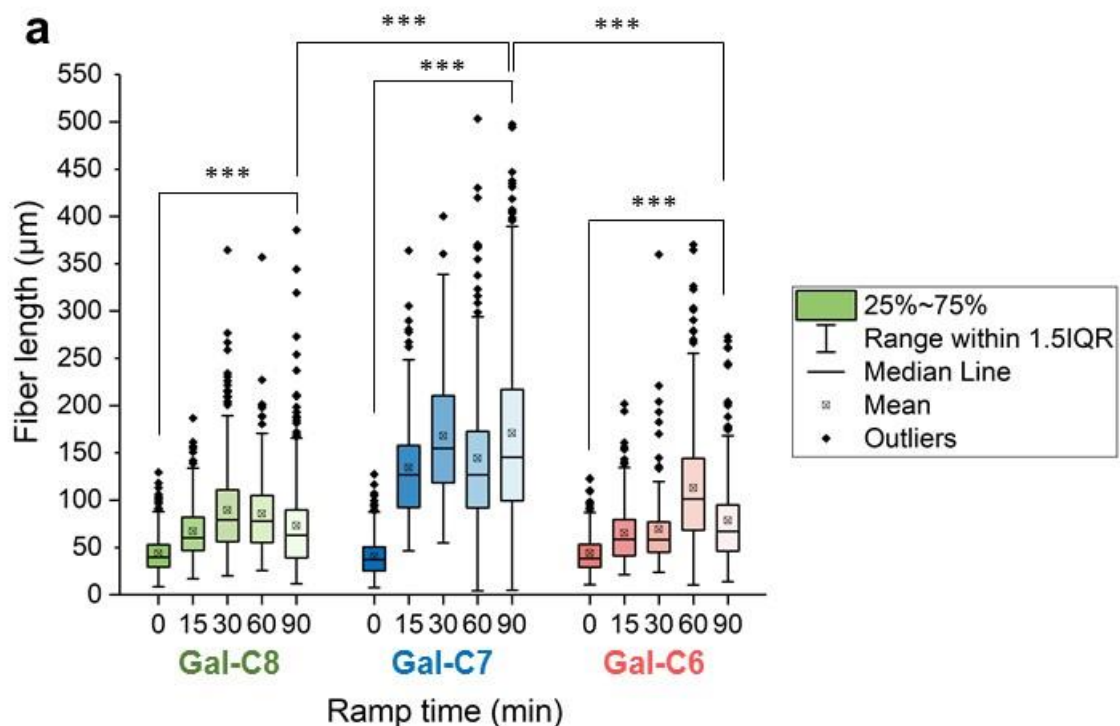 a
***
***
***
***
***
550
500
450
400
350
300
250
200
150
100
50
0
Fiber length (µm)
0 15 30 60 90 0 15 30 60 90 0 15 30 60 90
Gal-C8 Gal-C7 Gal-C6
Ramp time (min)
25%~75%
Range within 1.5IQR
Median Line
Mean
Outliers